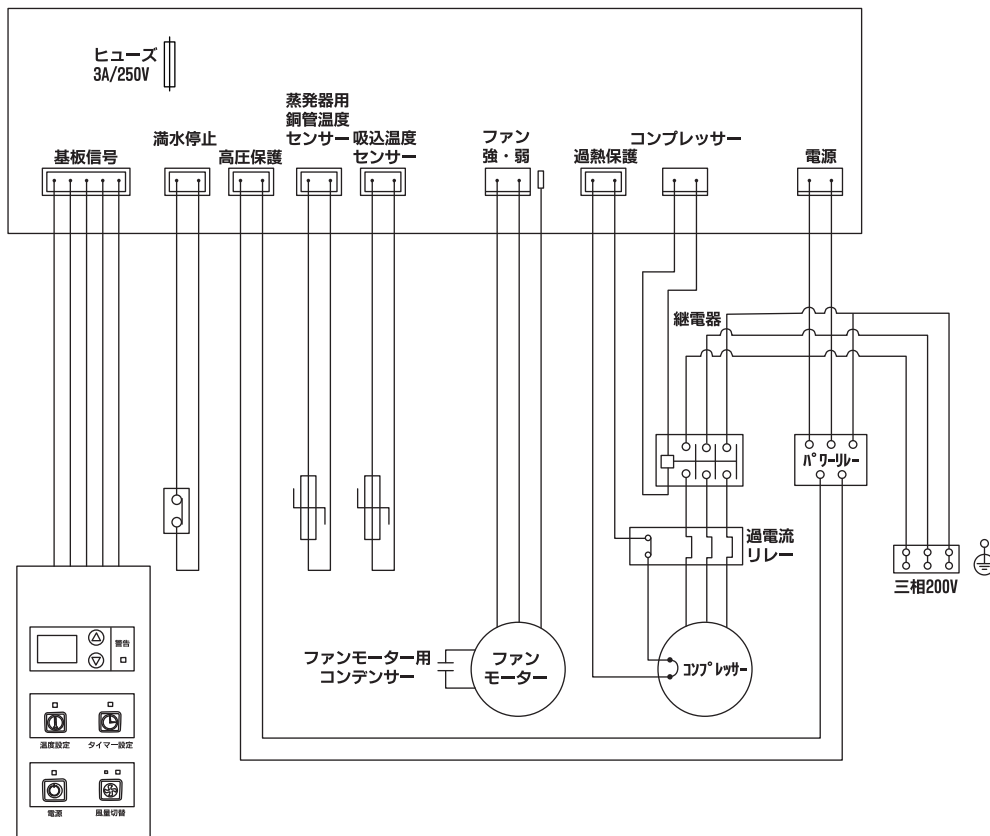 ヒューズ
3A/250V
基板信号
満水停止
高圧保護
蒸発器用
銅管温度
センサー
吸込温度
センサー
ファン
強・弱
過熱保護
コンプレッサー
電源
継電器
パワーリレー
過電流
リレー
三相200V
ファンモーター用
コンデンサー
ファン
モーター
コンプレッサー
警告
温度設定
タイマー設定
電源
風量切替